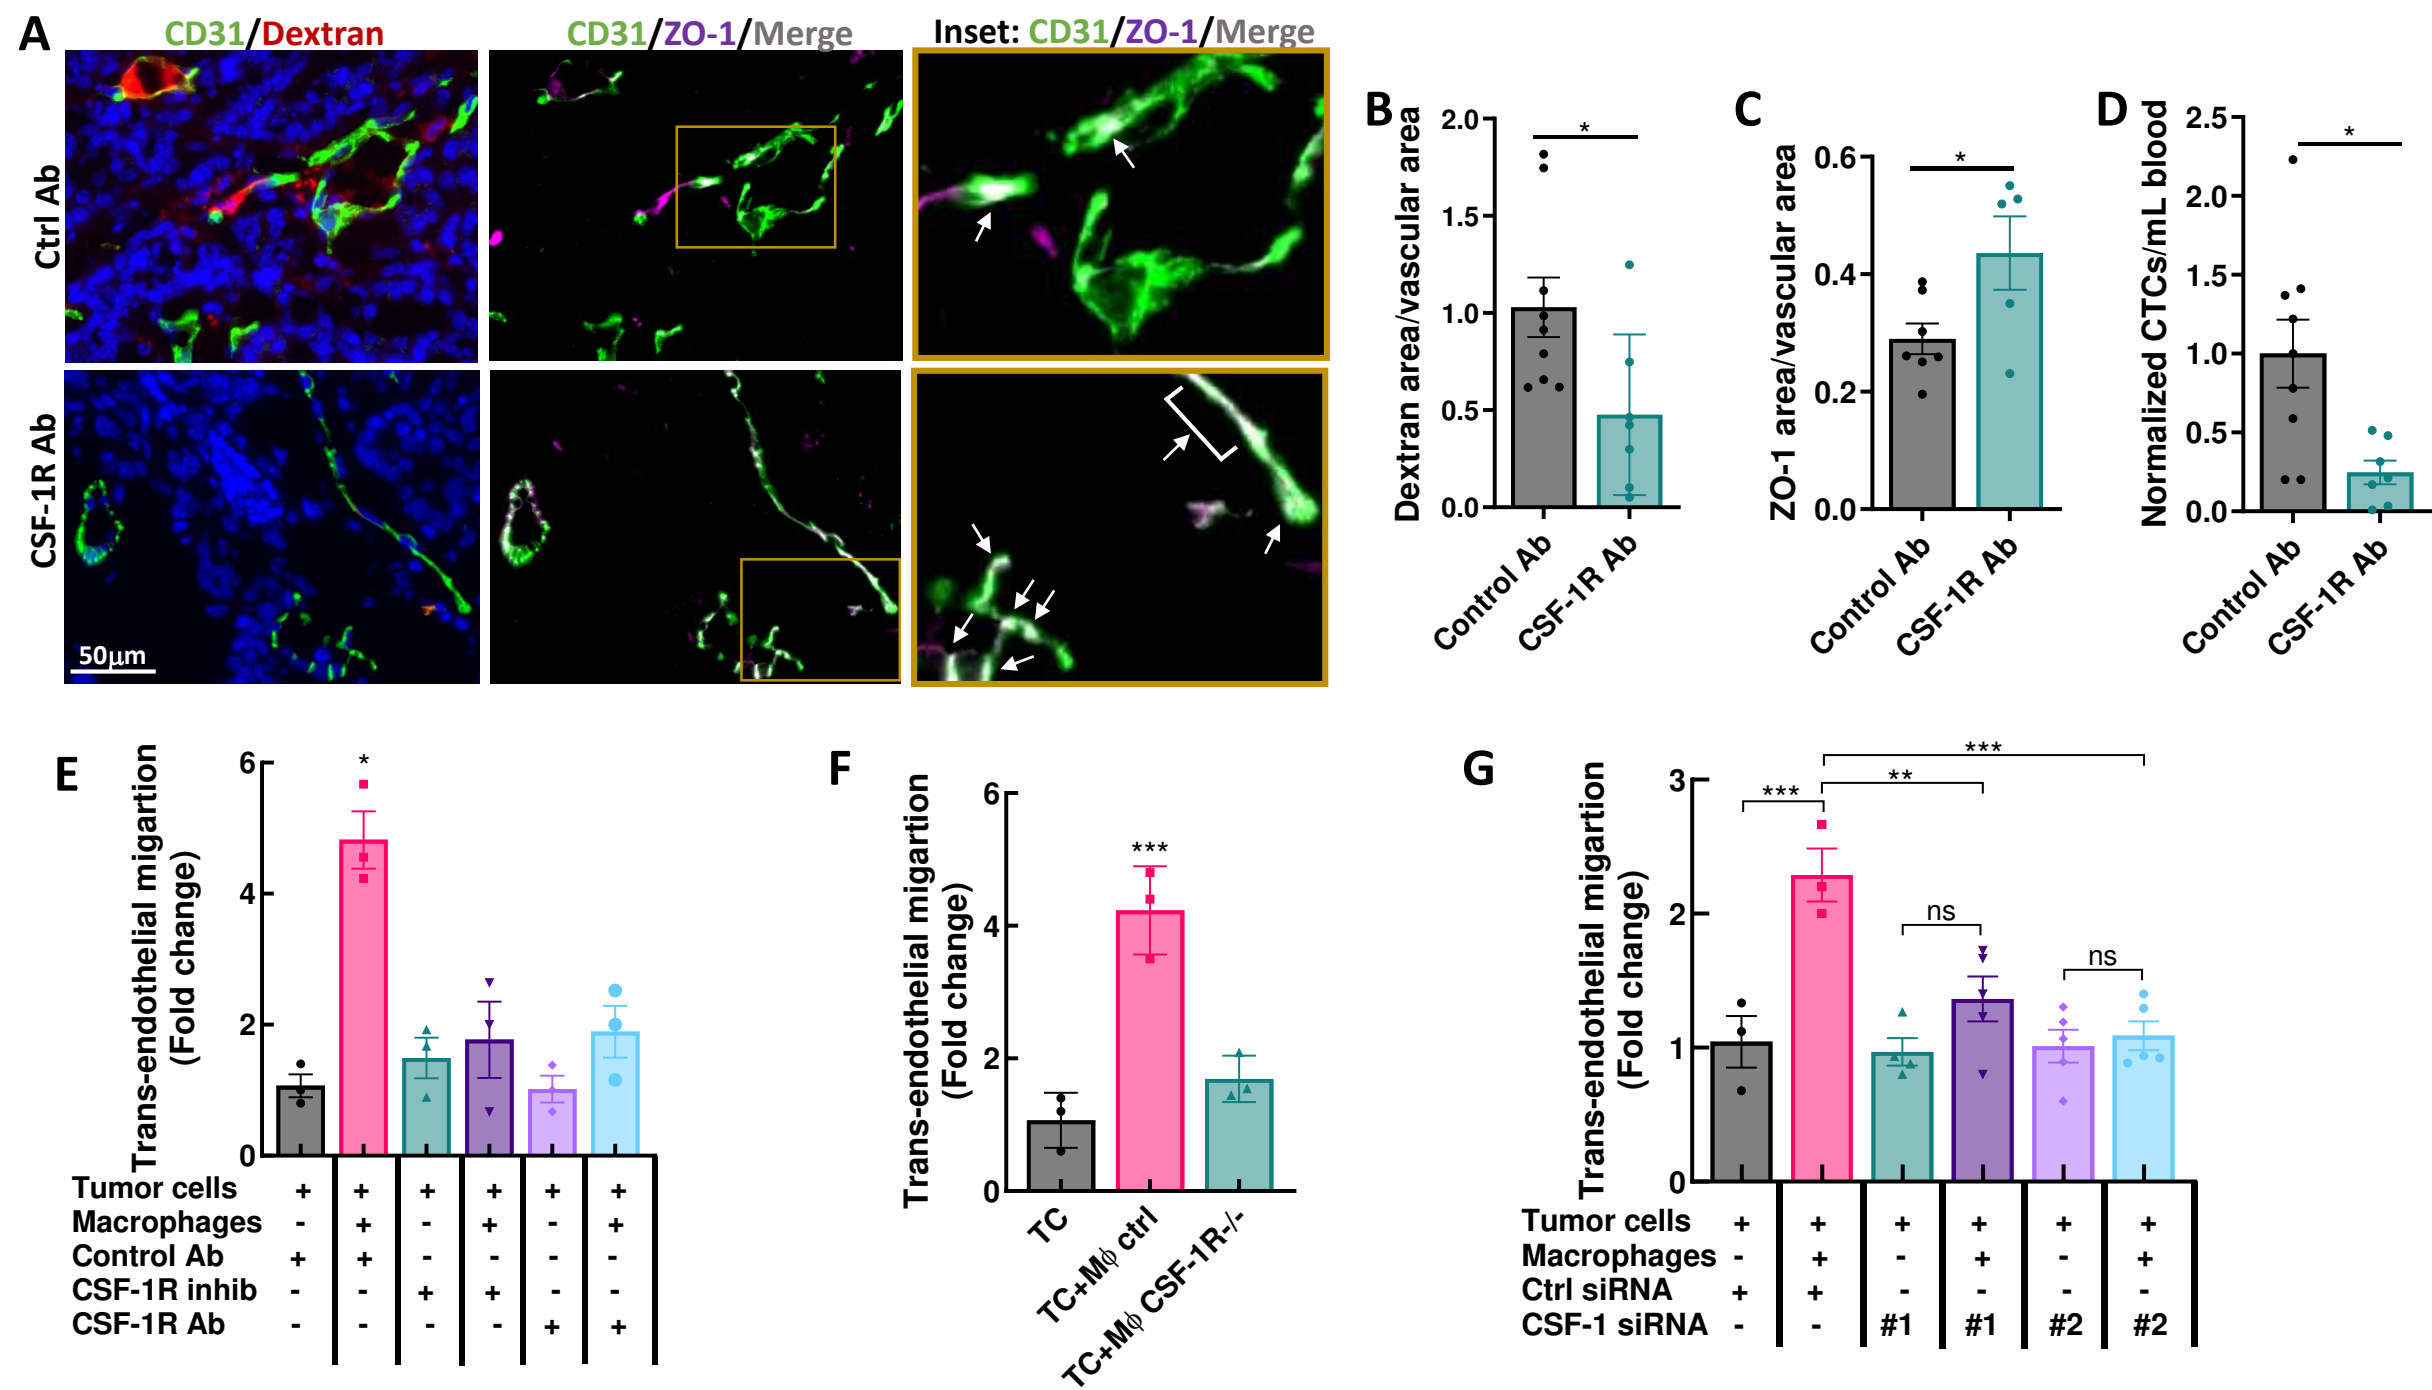 A
CD31/Dextran
CD31/ZO-1/Merge
Inset: CD31/ZO-1/Merge
Ctrl Ab
CSF-1R Ab
50μm
B
Dextran area/vascular area
2.0
1.5
1.0
0.5
0.0
*
Control Ab
CSF-1R Ab
C
ZO-1 area/vascular area
0.6
0.4
0.2
0.0
*
Control Ab
CSF-1R Ab
D
Normalized CTCs/mL blood
2.5
2.0
1.5
1.0
0.5
0.0
*
Control Ab
CSF-1R Ab
E
Trans-endothelial migartion
(Fold change)
6
4
2
0
*
Tumor cells + + + + + +
Macrophages - + - + - +
Control Ab + + - - - -
CSF-1R inhib - - + + - -
CSF-1R Ab - - - - + +
F
Trans-endothelial migartion
(Fold change)
6
4
2
0
***
TC
TC+Mϕ ctrl
TC+Mϕ CSF-1R-/-
G
Trans-endothelial migartion
(Fold change)
3
2
1
0
***
**
***
ns
ns
Tumor cells + + + + + +
Macrophages - + - + - +
Ctrl siRNA + + - - - -
CSF-1 siRNA - - #1 #1 #2 #2